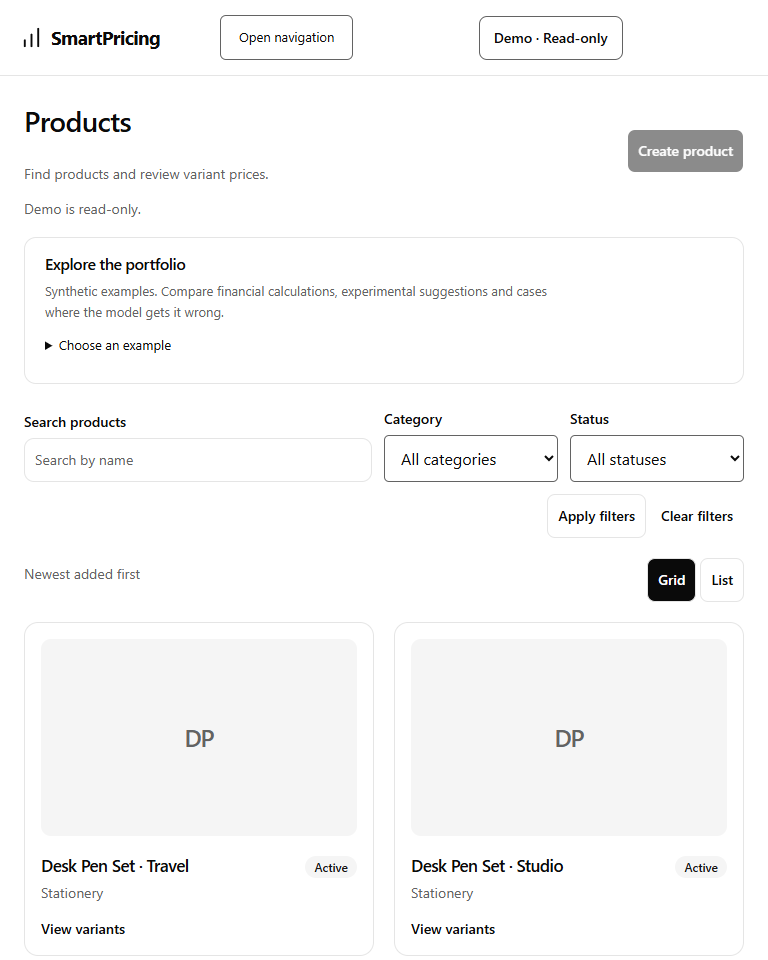 SmartPricing
Open navigation
Demo · Read-only
Products
Create product
Find products and review variant prices.
Demo is read-only.
Explore the portfolio
Synthetic examples. Compare financial calculations, experimental suggestions and cases
where the model gets it wrong.
Choose an example
Search products
Category
Status
Search by name
All categories
All statuses
Apply filters
Clear filters
Newest added first
Grid
List
DP
DP
Desk Pen Set · Travel
Active
Desk Pen Set · Studio
Active
Stationery
Stationery
View variants
View variants